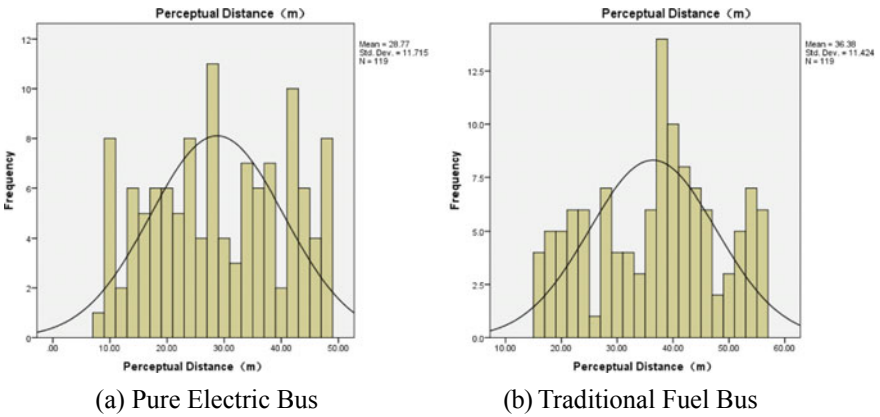 Perceptual Distance（m）
Mean = 28.77
Std. Dev. = 11.715
N = 119
12
10
8
6
4
2
0
Frequency
.00 10.00 20.00 30.00 40.00 50.00
Perceptual Distance（m）
(a) Pure Electric Bus
Perceptual Distance（m）
Mean = 36.38
Std. Dev. = 11.424
N = 119
12.5
10.0
7.5
5.0
2.5
0.0
Frequency
10.00 20.00 30.00 40.00 50.00 60.00
Perceptual Distance（m）
(b) Traditional Fuel Bus